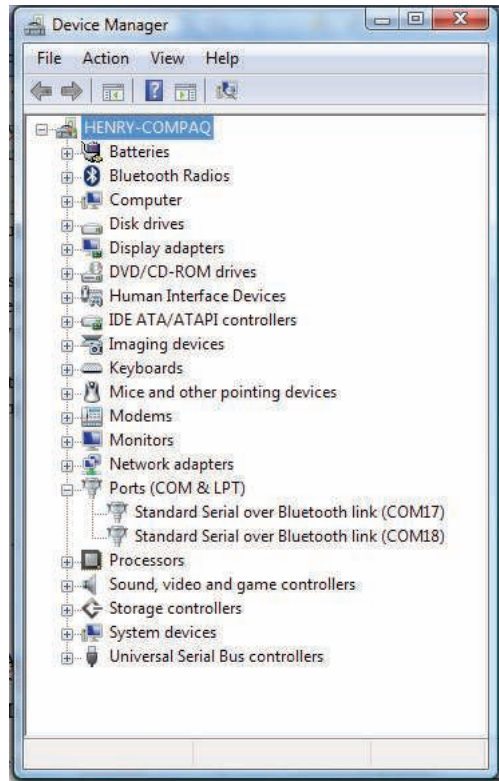 Device Manager
File Action View Help
HENRY-COMPAQ
Batteries
Bluetooth Radios
Computer
Disk drives
Display adapters
DVD/CD-ROM drives
Human Interface Devices
IDE ATA/ATAPI controllers
Imaging devices
Keyboards
Mice and other pointing devices
Modems
Monitors
Network adapters
Ports (COM & LPT)
Standard Serial over Bluetooth link (COM17)
Standard Serial over Bluetooth link (COM18)
Processors
Sound, video and game controllers
Storage controllers
System devices
Universal Serial Bus controllers